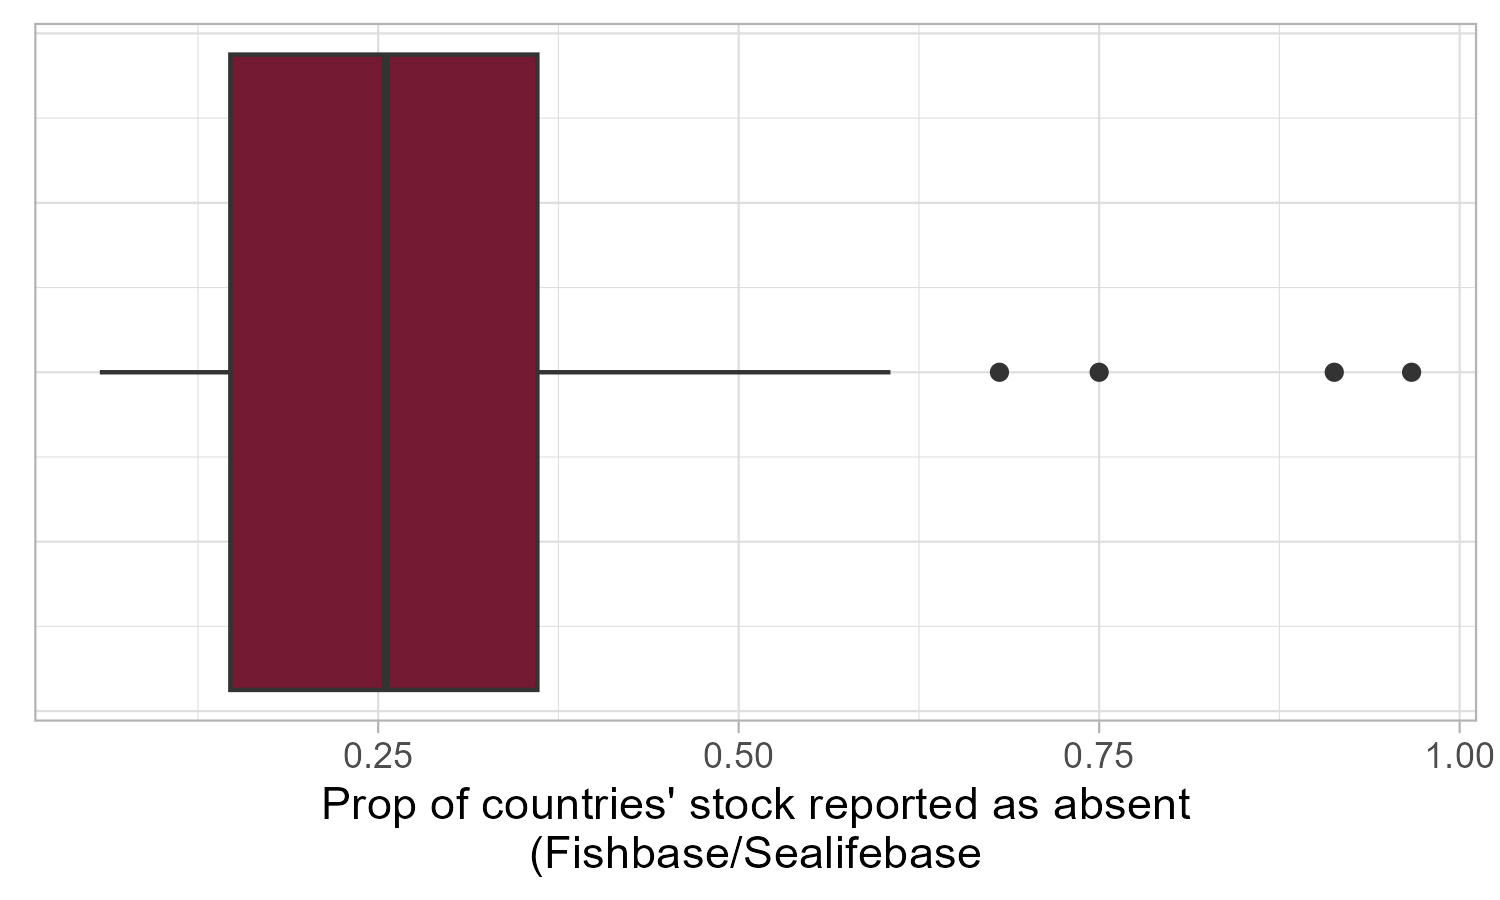 0.25 0.50 0.75 1.00
Prop of countries' stock reported as absent
(Fishbase/Sealifebase